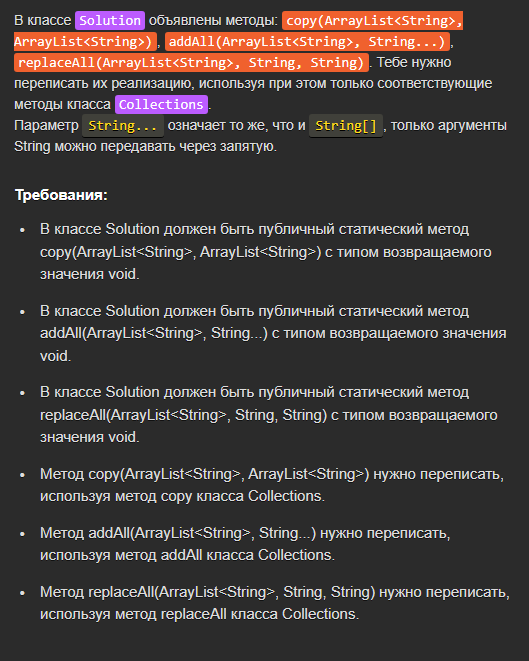 В классе Solution объявлены методы: copy(ArrayList<String>,
ArrayList<String>), addAll(ArrayList<String>, String...),
replaceAll(ArrayList<String>, String, String). Тебе нужно
переписать их реализацию, используя при этом только соответствующие
методы класса Collections.
Параметр String... означает то же, что и String[], только аргументы
String можно передавать через запятую.
Требования:
• В классе Solution должен быть публичный статический метод
copy(ArrayList<String>, ArrayList<String>) с типом возвращаемого
значения void.
• В классе Solution должен быть публичный статический метод
addAll(ArrayList<String>, String...) с типом возвращаемого значения
void.
• В классе Solution должен быть публичный статический метод
replaceAll(ArrayList<String>, String, String) с типом возвращаемого
значения void.
• Метод copy(ArrayList<String>, ArrayList<String>) нужно переписать,
используя метод copy класса Collections.
• Метод addAll(ArrayList<String>, String...) нужно переписать,
используя метод addAll класса Collections.
• Метод replaceAll(ArrayList<String>, String, String) нужно переписать,
используя метод replaceAll класса Collections.